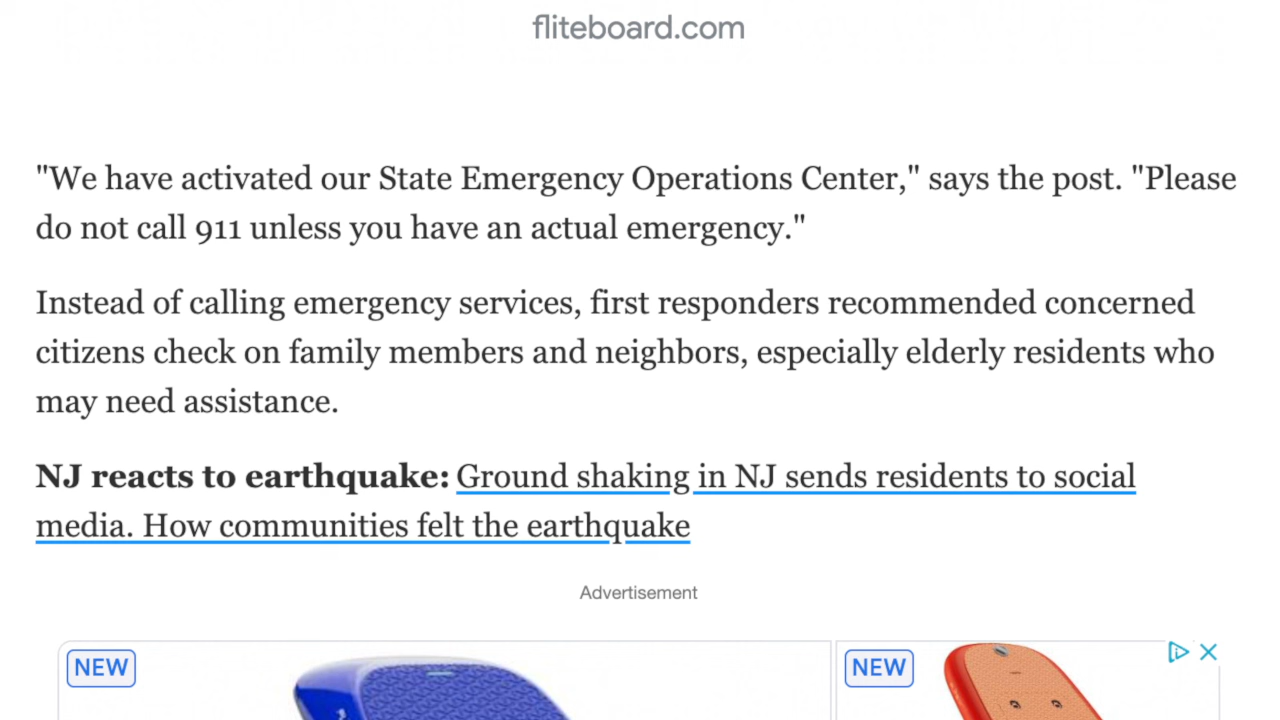 fliteboard.com
"We have activated our State Emergency Operations Center," says the post. "Please
do not call 911 unless you have an actual emergency."
Instead of calling emergency services, first responders recommended concerned
citizens check on family members and neighbors, especially elderly residents who
may need assistance.
NJ reacts to earthquake: Ground shaking in NJ sends residents to social
media. How communities felt the earthquake
Advertisement
NEW
NEW